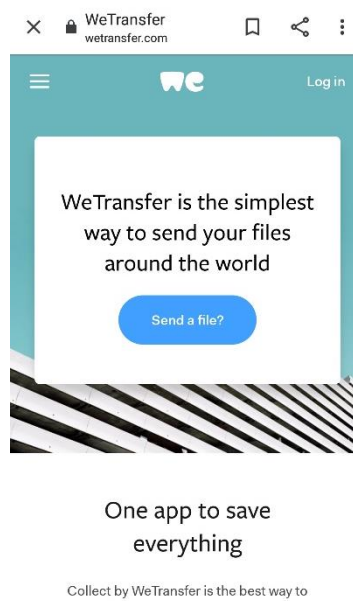 WeTransfer
wetransfer.com
we
Log in
WeTransfer is the simplest
way to send your files
around the world
Send a file?
One app to save
everything
Collect by WeTransfer is the best way to